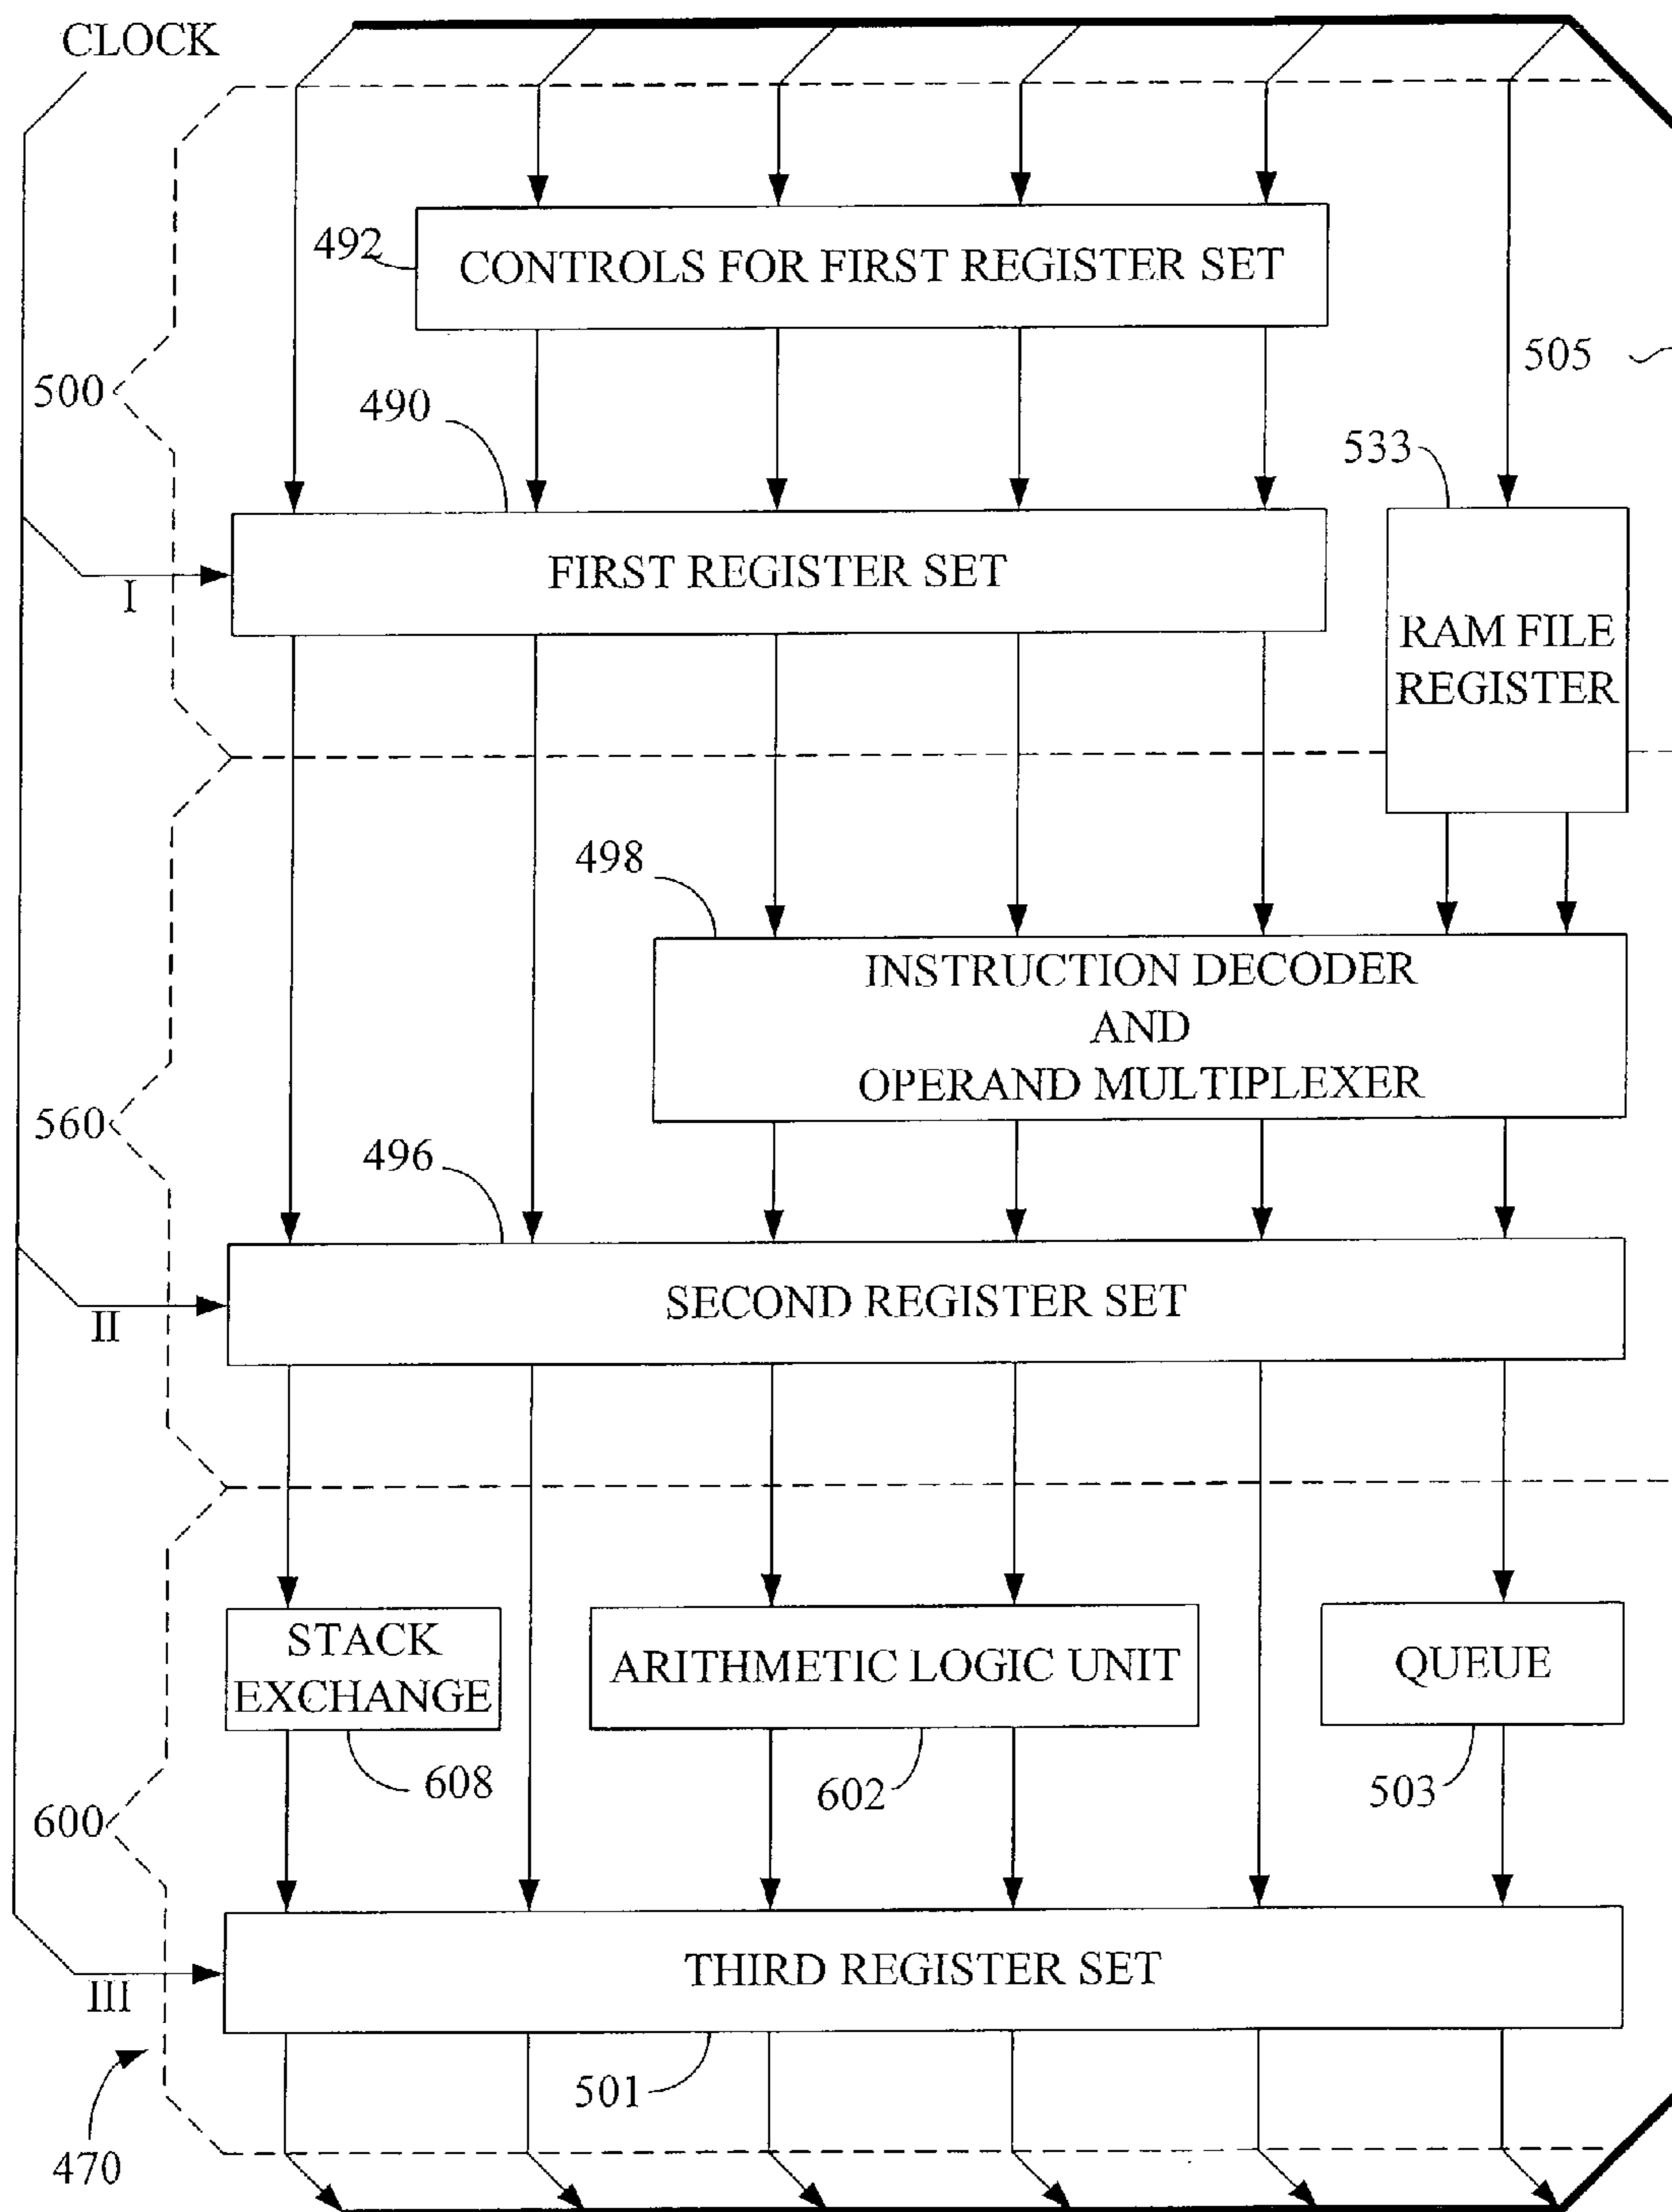 CLOCK
492
CONTROLS FOR FIRST REGISTER SET
505
500
490
533
FIRST REGISTER SET
I
RAM FILE
REGISTER
498
INSTRUCTION DECODER
AND
OPERAND MULTIPLEXER
560
496
SECOND REGISTER SET
II
STACK
EXCHANGE
ARITHMETIC LOGIC UNIT
QUEUE
608
602
503
600
THIRD REGISTER SET
III
501
470